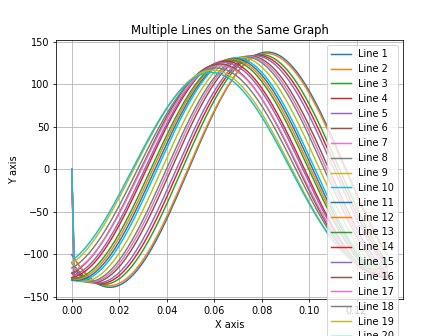 Multiple Lines on the Same Graph
Y axis
150
100
50
0
−50
−100
−150
0.00
0.02
0.04
0.06
0.08
0.10
X axis
Line 1
Line 2
Line 3
Line 4
Line 5
Line 6
Line 7
Line 8
Line 9
Line 10
Line 11
Line 12
Line 13
Line 14
Line 15
Line 16
Line 17
Line 18
Line 19
Line 20